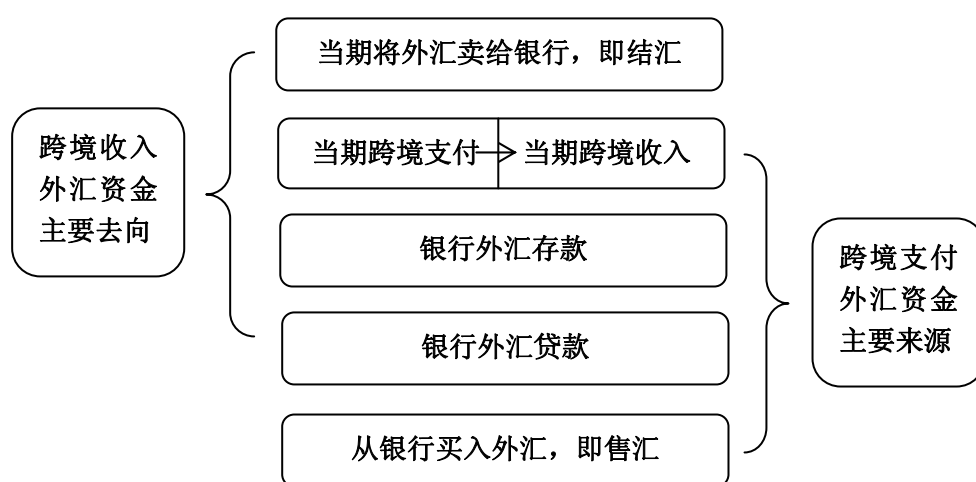 当期将外汇卖给银行，即结汇
跨境收入
外汇资金
主要去向
当期跨境支付
当期跨境收入
银行外汇存款
银行外汇贷款
从银行买入外汇，即售汇
跨境支付
外汇资金
主要来源